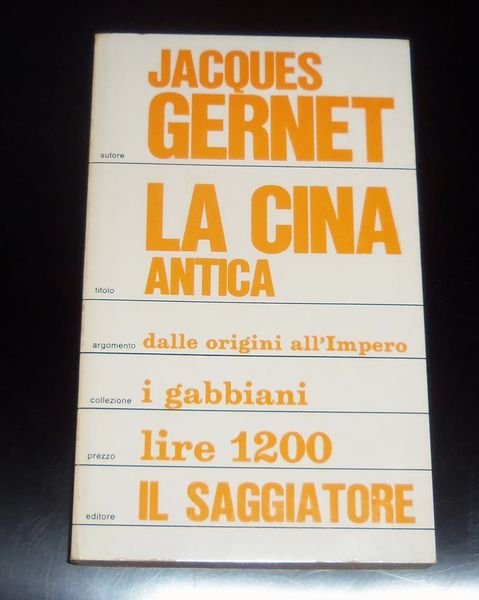 JACQUES
autore GERNET
LA CINA
titolo ANTICA
argomento dalle origini all'Impero
collezione i gabbiani
prezzo lire 1200
editore IL SAGGIATORE